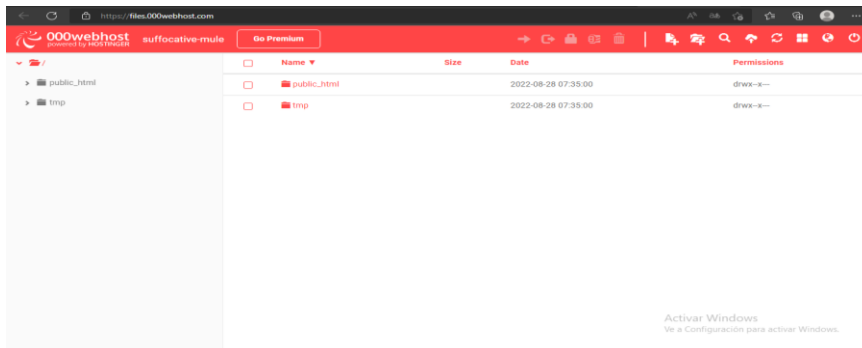 https://files.000webhost.com
000webhost
powered by HOSTINGER
suffocative-mule
Go Premium
/
public_html
tmp
Name ▼ Size Date Permissions
public_html 2022-08-28 07:35:00 drwx--x---
tmp 2022-08-28 07:35:00 drwx--x---
Activar Windows
Ve a Configuración para activar Windows.